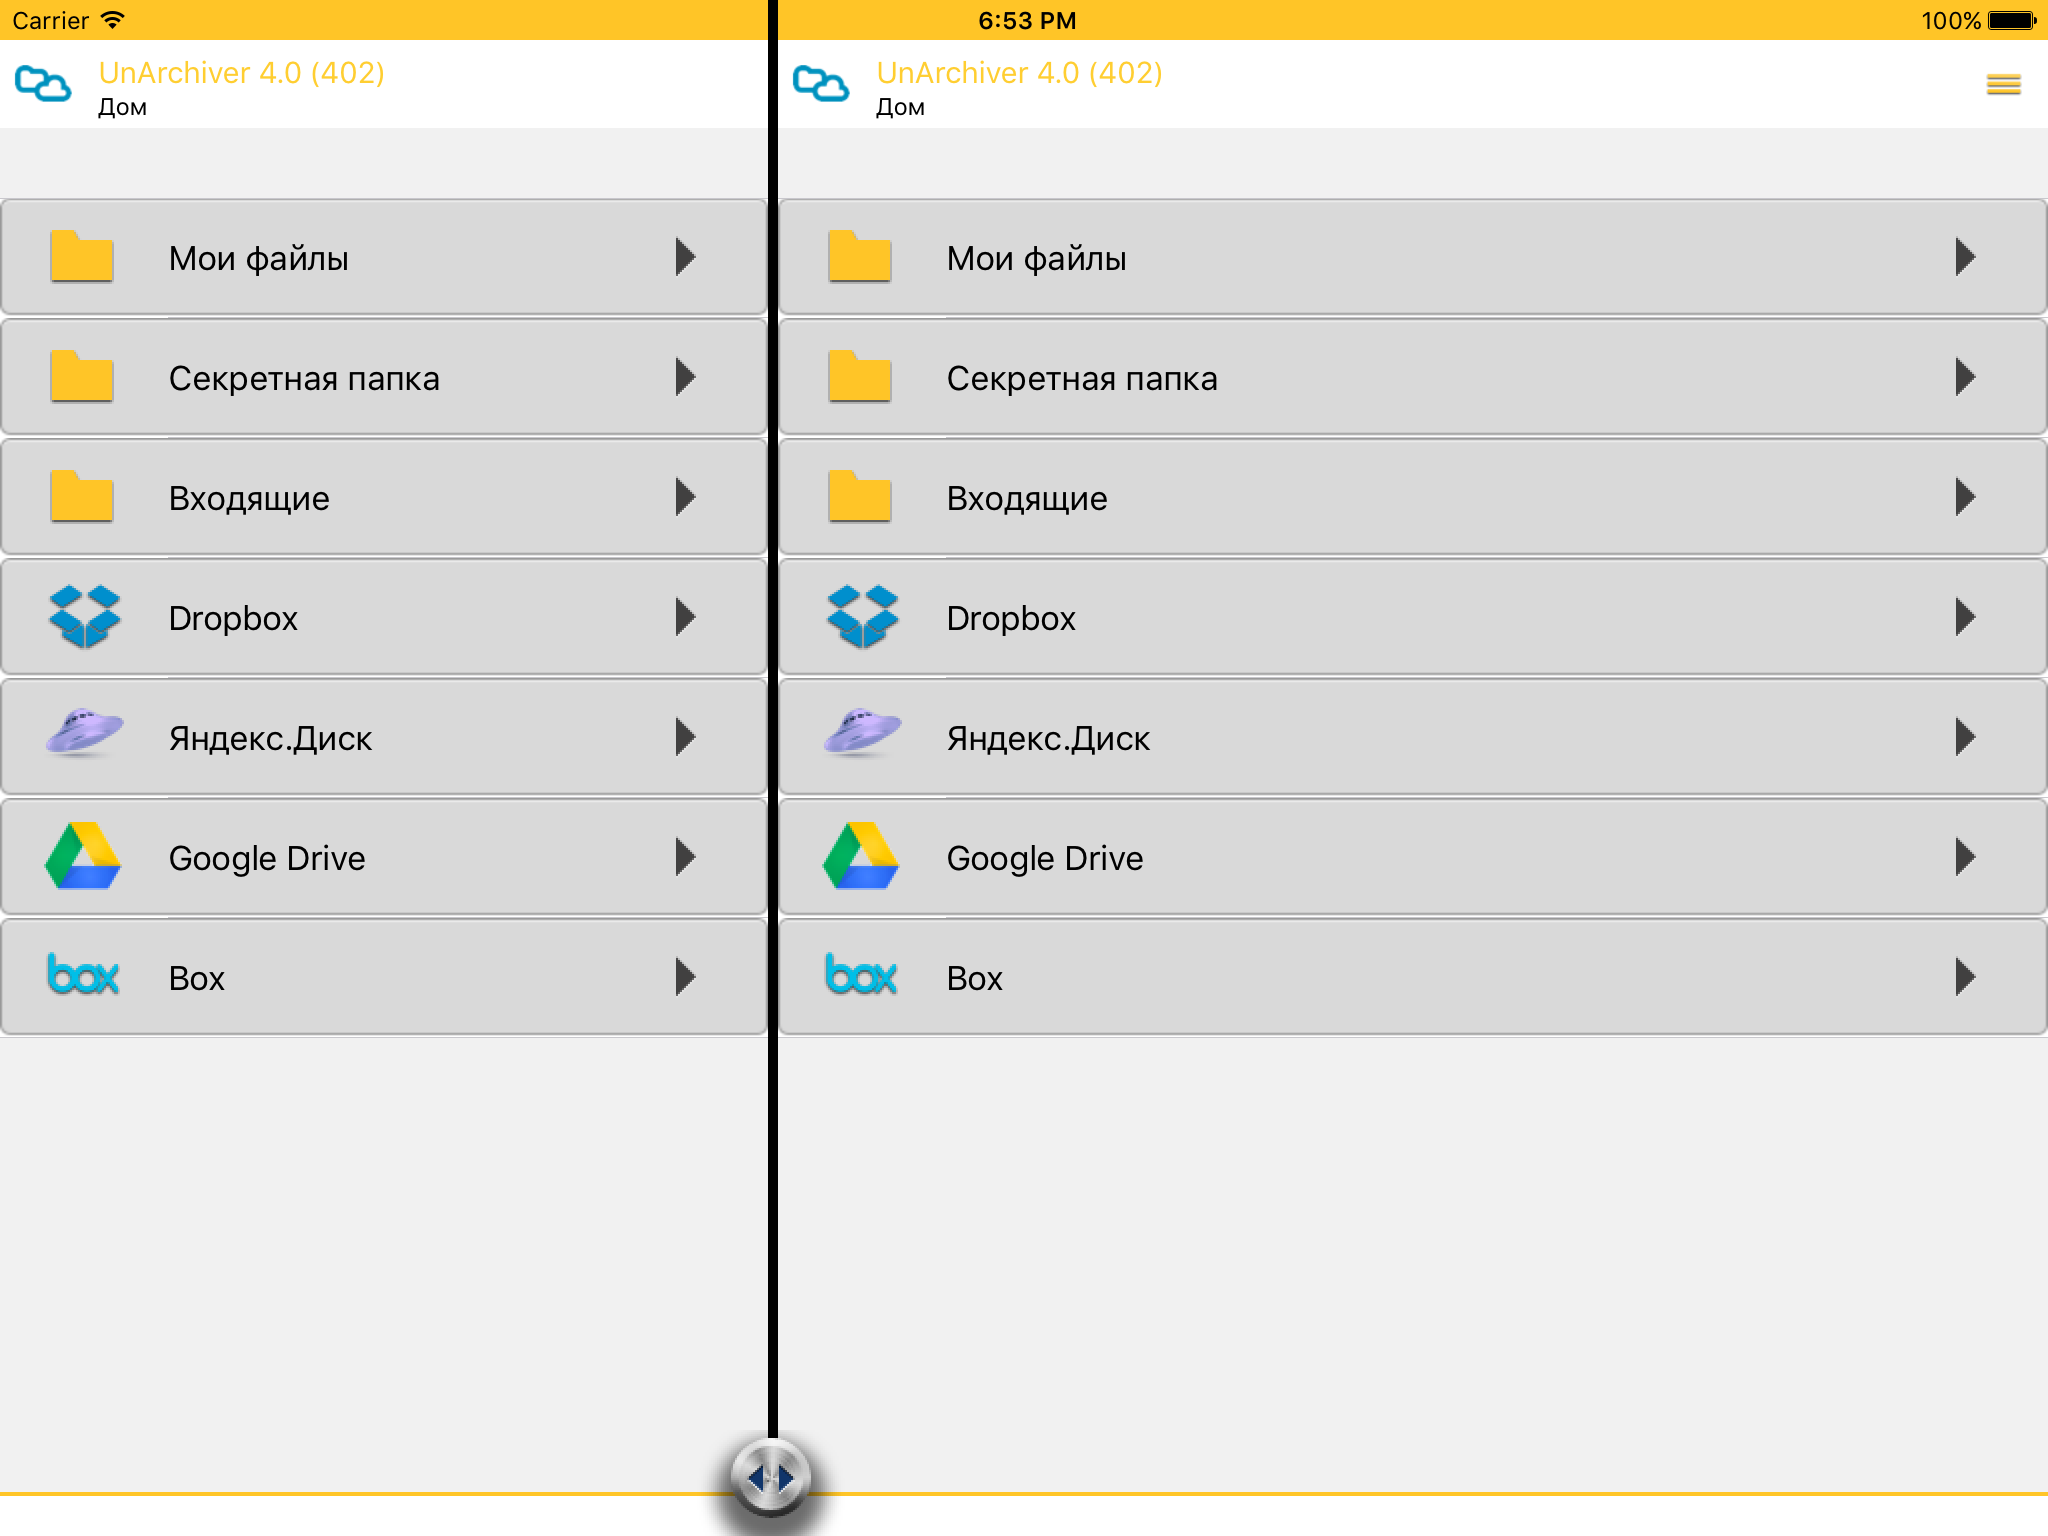 Carrier 6:53 PM 100%
UnArchiver 4.0 (402)
Дом
Мои файлы
Секретная папка
Входящие
Dropbox
Яндекс.Диск
Google Drive
box Box
UnArchiver 4.0 (402)
Дом
Мои файлы
Секретная папка
Входящие
Dropbox
Яндекс.Диск
Google Drive
box Box